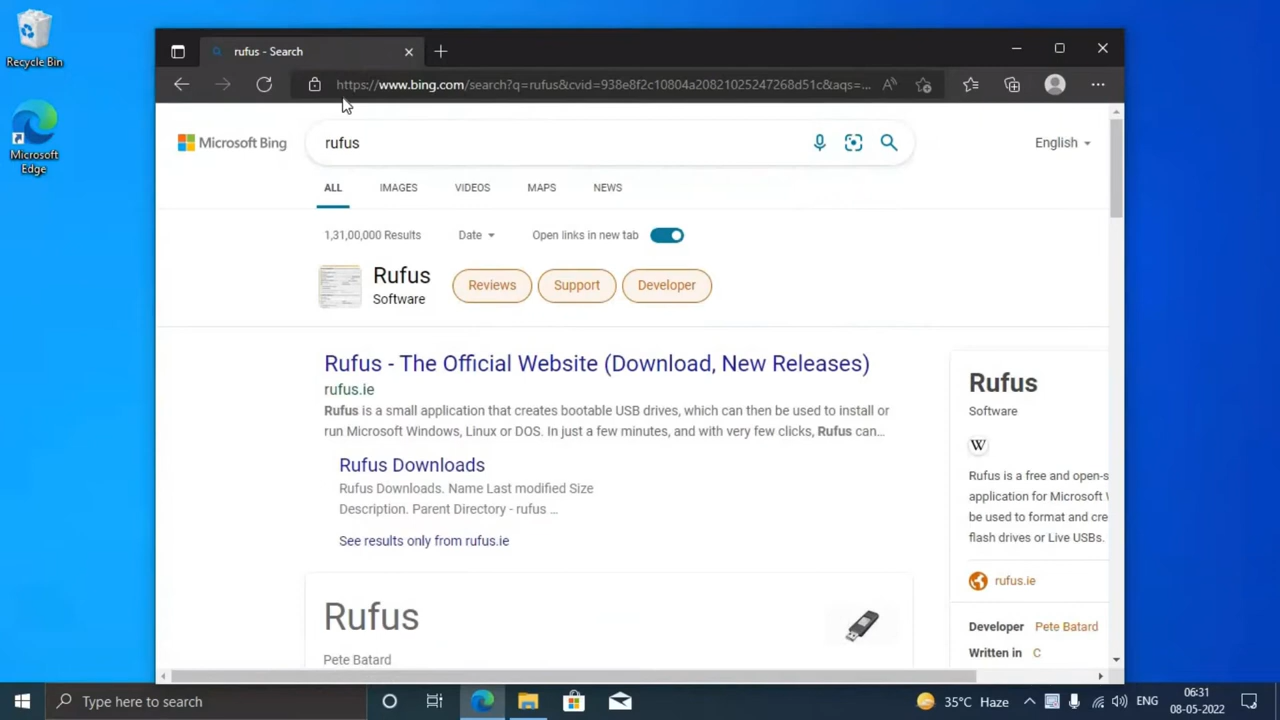 Recycle Bin
Microsoft
Edge
rufus - Search
https://www.bing.com/search?q=rufus&cvid=938e8f2c10804a20821025247268d51c&aqs=...
Microsoft Bing
rufus
English
ALL IMAGES VIDEOS MAPS NEWS
1,31,00,000 Results Date Open links in new tab
Rufus
Software
Reviews Support Developer
Rufus - The Official Website (Download, New Releases)
rufus.ie
Rufus is a small application that creates bootable USB drives, which can then be used to install or
run Microsoft Windows, Linux or DOS. In just a few minutes, and with very few clicks, Rufus can...
Rufus Downloads
Rufus Downloads. Name Last modified Size
Description. Parent Directory - rufus ...
See results only from rufus.ie
Rufus
Pete Batard
Rufus
Software
W
Rufus is a free and open-s
application for Microsoft
be used to format and cre
flash drives or Live USBs.
rufus.ie
Developer Pete Batard
Written in C
Type here to search
35°C Haze
ENG
06:31
08-05-2022